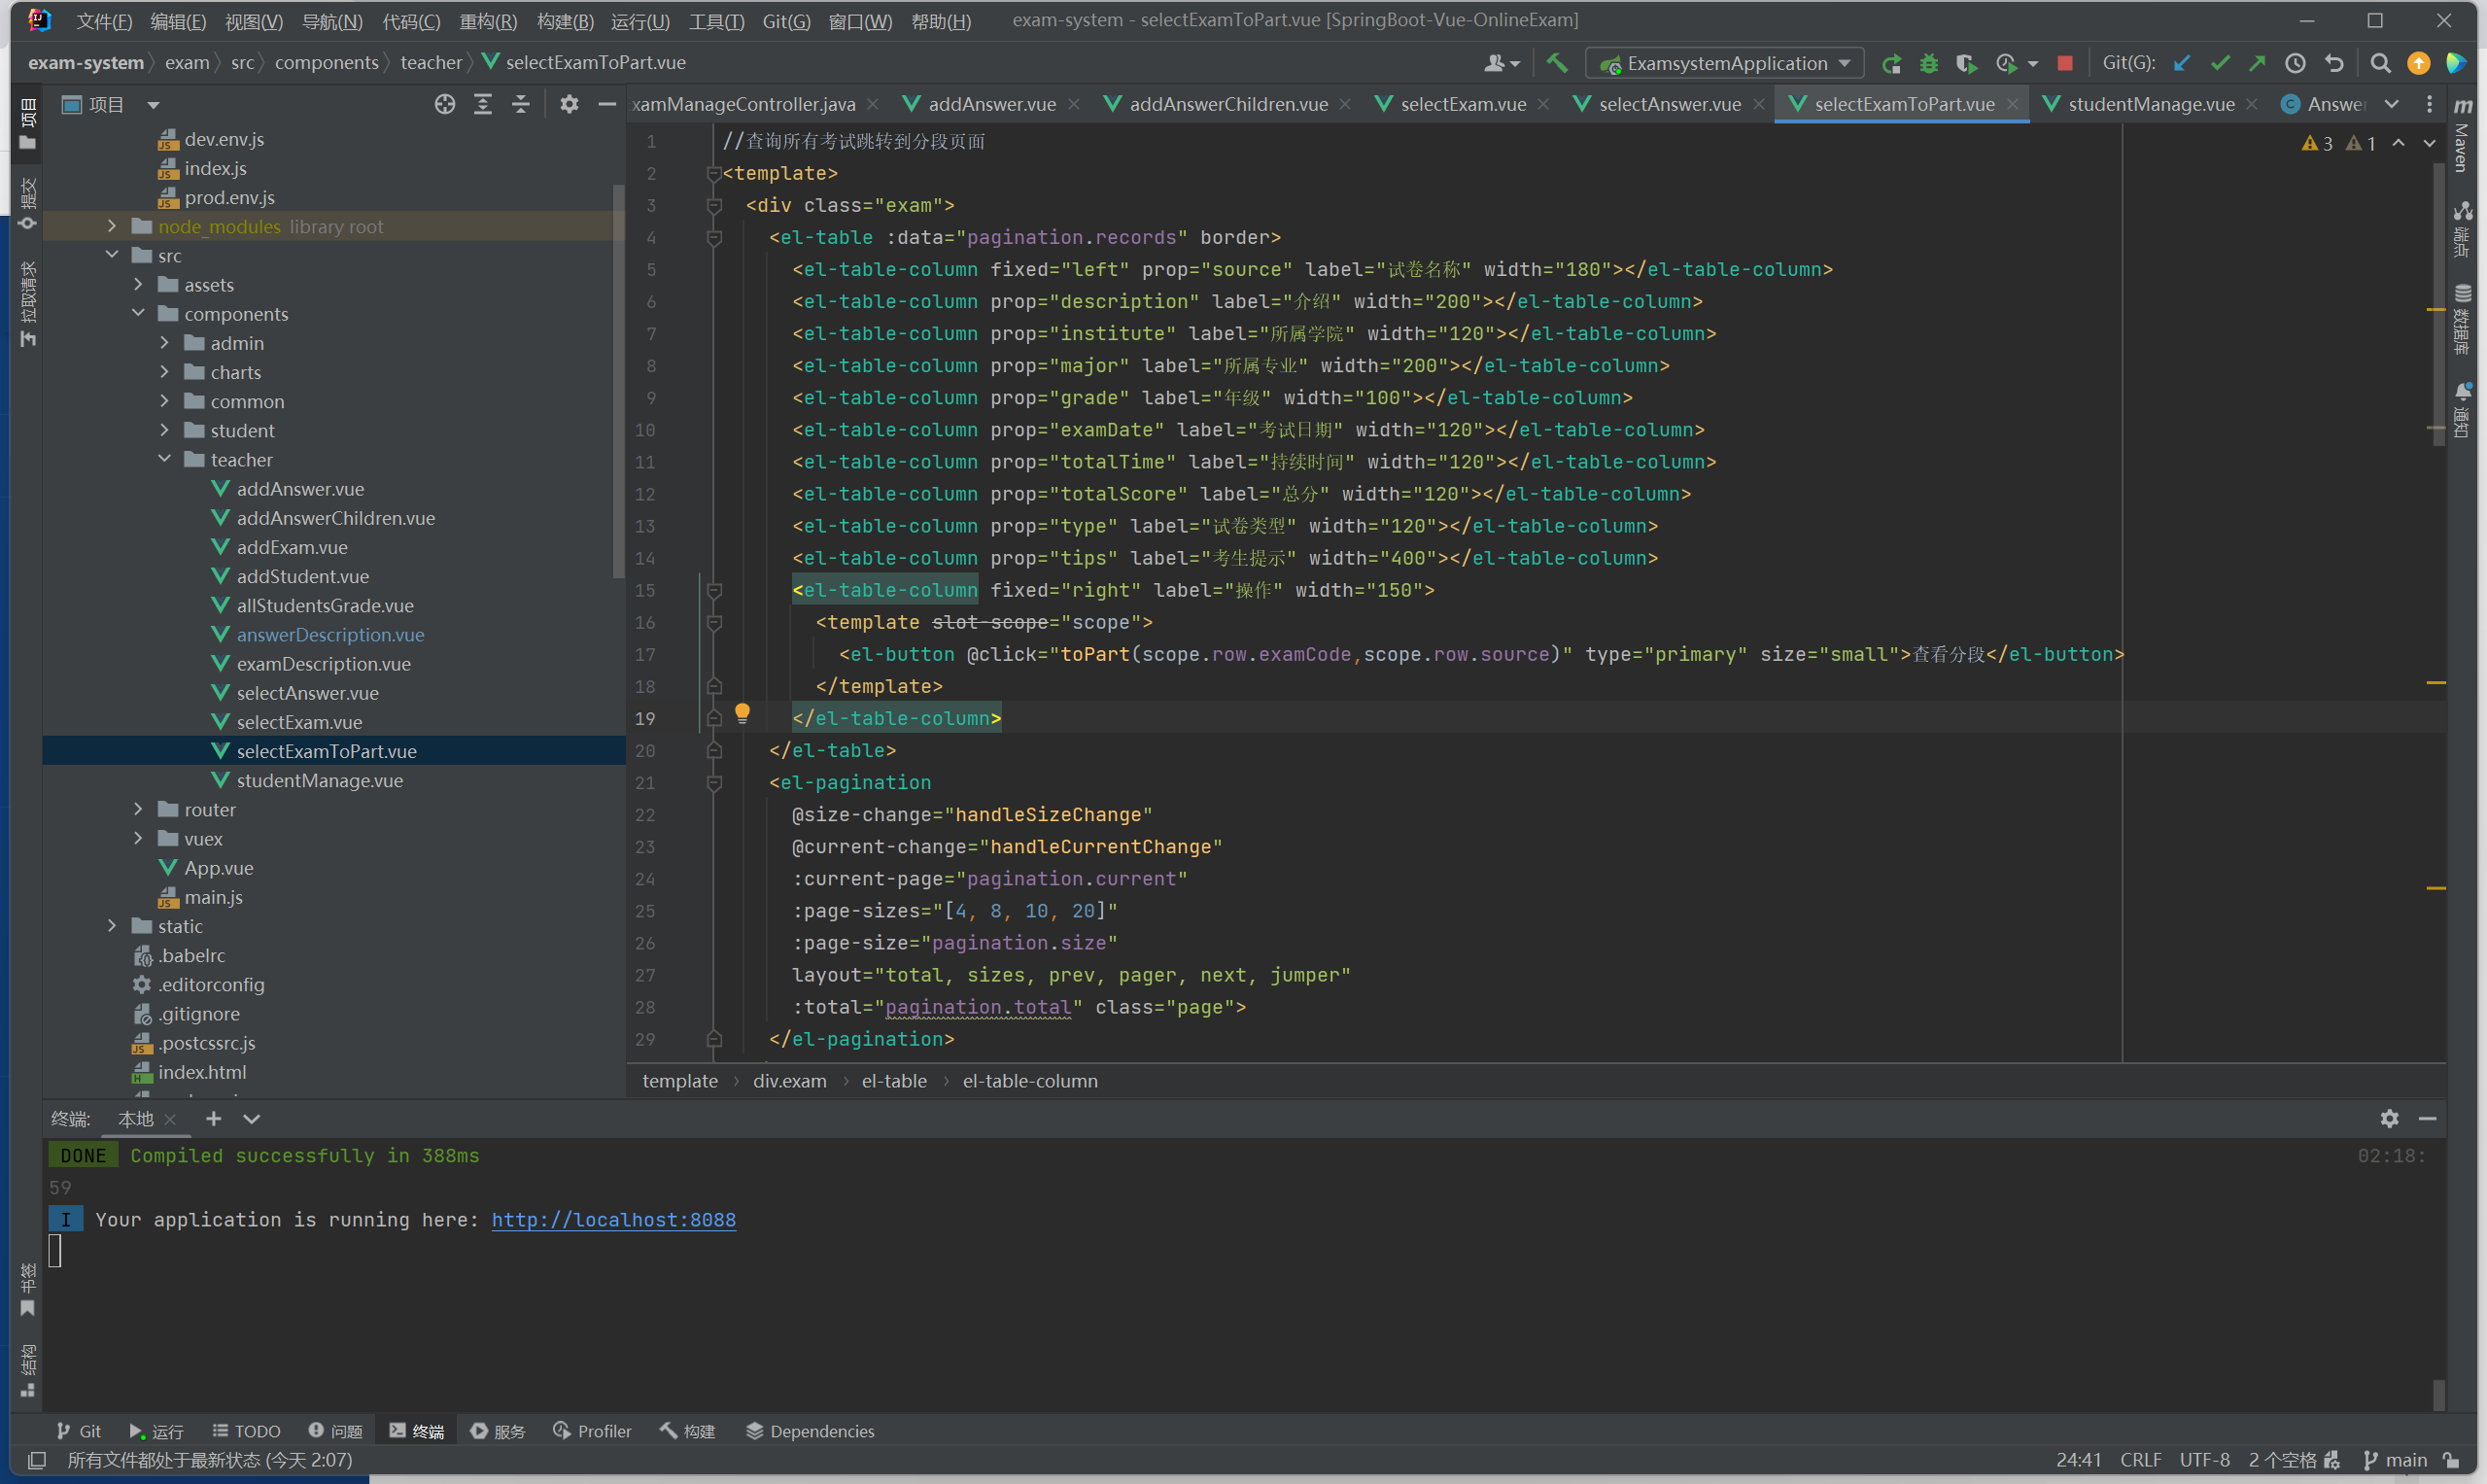 文件(F) 编辑(E) 视图(V) 导航(N) 代码(C) 重构(R) 构建(B) 运行(U) 工具(T) Git(G) 窗口(W) 帮助(H) exam-system - selectExamToPart.vue [SpringBoot-Vue-OnlineExam]
exam-system exam src components teacher selectExamToPart.vue ExamsystemApplication Git(G):
项目 xamManageController.java addAnswer.vue addAnswerChildren.vue selectExam.vue selectAnswer.vue selectExamToPart.vue studentManage.vue Answer
项目
提交
拉取请求
书签
结构
dev.env.js
index.js
prod.env.js
node_modules library root
src
assets
components
admin
charts
common
student
teacher
addAnswer.vue
addAnswerChildren.vue
addExam.vue
addStudent.vue
allStudentsGrade.vue
answerDescription.vue
examDescription.vue
selectAnswer.vue
selectExam.vue
selectExamToPart.vue
studentManage.vue
router
vuex
App.vue
main.js
static
.babelrc
.editorconfig
.gitignore
.postcssrc.js
index.html
1 //查询所有考试跳转到分段页面
2 <template>
3 <div class="exam">
4 <el-table :data="pagination.records" border>
5 <el-table-column fixed="left" prop="source" label="试卷名称" width="180"></el-table-column>
6 <el-table-column prop="description" label="介绍" width="200"></el-table-column>
7 <el-table-column prop="institute" label="所属学院" width="120"></el-table-column>
8 <el-table-column prop="major" label="所属专业" width="200"></el-table-column>
9 <el-table-column prop="grade" label="年级" width="100"></el-table-column>
10 <el-table-column prop="examDate" label="考试日期" width="120"></el-table-column>
11 <el-table-column prop="totalTime" label="持续时间" width="120"></el-table-column>
12 <el-table-column prop="totalScore" label="总分" width="120"></el-table-column>
13 <el-table-column prop="type" label="试卷类型" width="120"></el-table-column>
14 <el-table-column prop="tips" label="考生提示" width="400"></el-table-column>
15 <el-table-column fixed="right" label="操作" width="150">
16 <template slot-scope="scope">
17 <el-button @click="toPart(scope.row.examCode,scope.row.source)" type="primary" size="small">查看分段</el-button>
18 </template>
19 </el-table-column>
20 </el-table>
21 <el-pagination
22 @size-change="handleSizeChange"
23 @current-change="handleCurrentChange"
24 :current-page="pagination.current"
25 :page-sizes="[4, 8, 10, 20]"
26 :page-size="pagination.size"
27 layout="total, sizes, prev, pager, next, jumper"
28 :total="pagination.total" class="page">
29 </el-pagination>
3 1
template div.exam el-table el-table-column
m Maven
端点
数据库
通知
终端: 本地
DONE Compiled successfully in 388ms 02:18:
59
I Your application is running here: http://localhost:8088
Git 运行 TODO 问题 终端 服务 Profiler 构建 Dependencies
所有文件都处于最新状态 (今天 2:07) 24:41 CRLF UTF-8 2 个空格 main